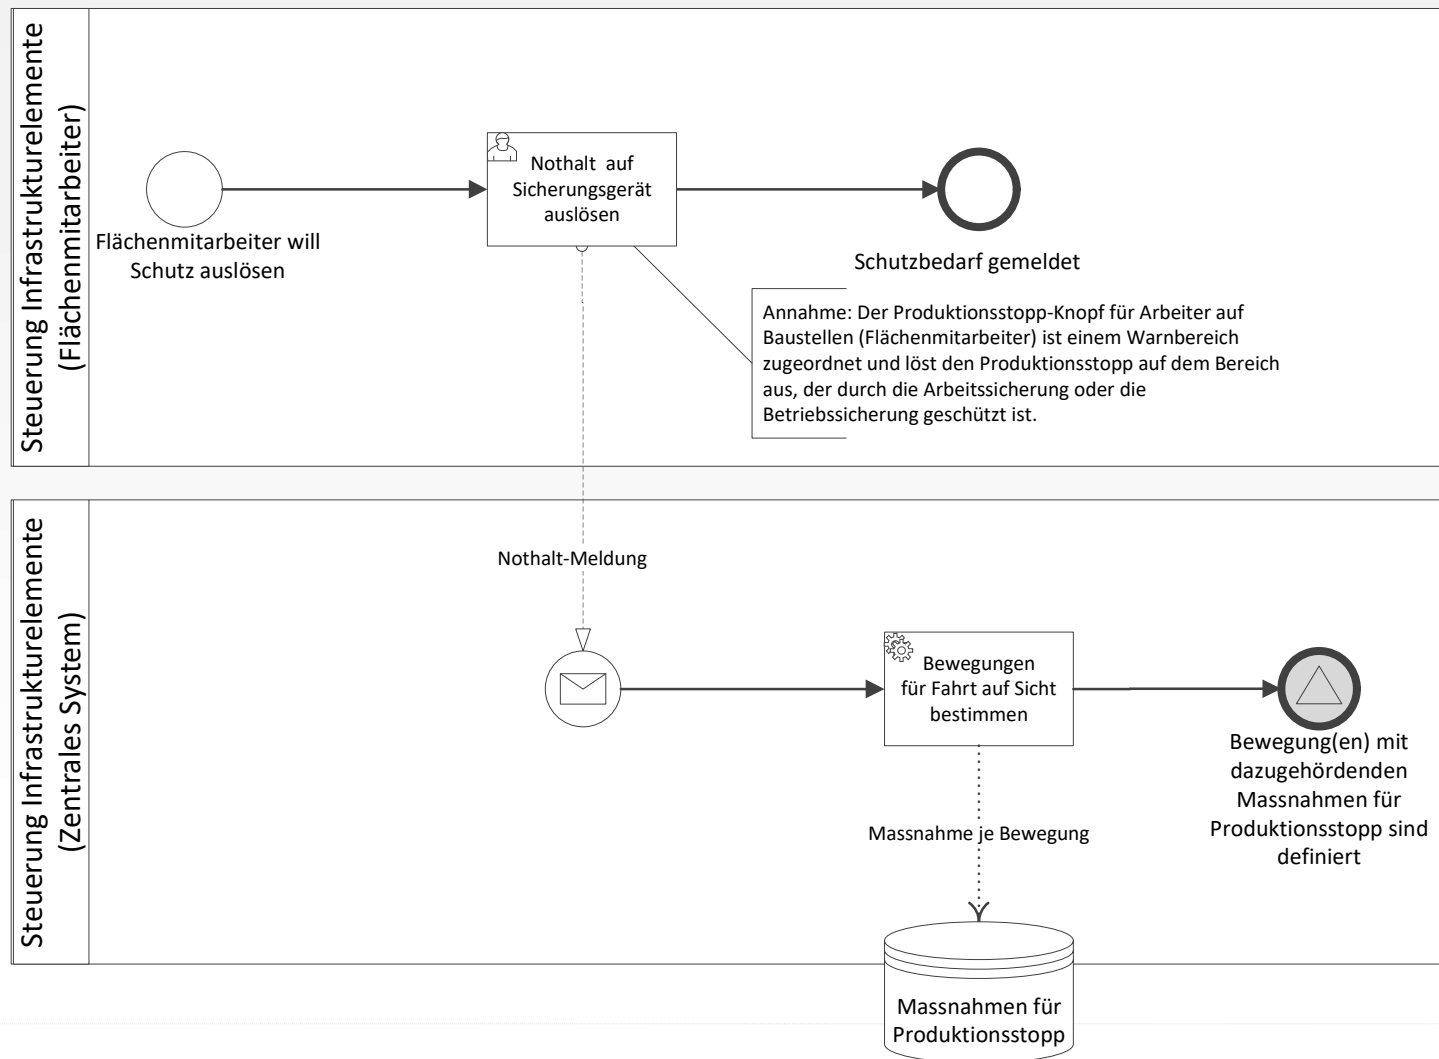 Steuerung Infrastrukturelemente
(Flächenmitarbeiter)
Flächenmitarbeiter will
Schutz auslösen
Nothalt auf
Sicherungsgerät
auslösen
Schutzbedarf gemeldet
Annahme: Der Produktionsstopp-Knopf für Arbeiter auf
Baustellen (Flächenmitarbeiter) ist einem Warnbereich
zugeordnet und löst den Produktionsstopp auf dem Bereich
aus, der durch die Arbeitssicherung oder die
Betriebssicherung geschützt ist.
Steuerung Infrastrukturelemente
(Zentrales System)
Nothalt-Meldung
Bewegungen
für Fahrt auf Sicht
bestimmen
Bewegung(en) mit
dazugehördenden
Massnahmen für
Produktionsstopp sind
definiert
Massnahme je Bewegung
Massnahmen für
Produktionsstopp